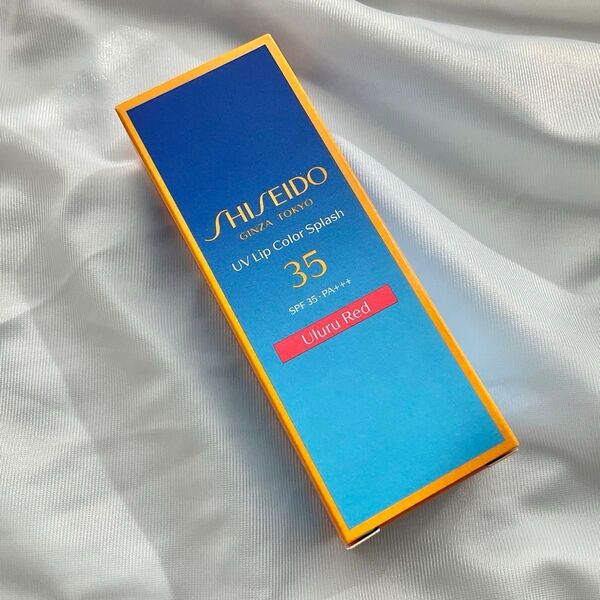 SHISEIDO
GINZA TOKYO
UV Lip Color Splash
35
SPF 35 · PA+++
Uluru Red